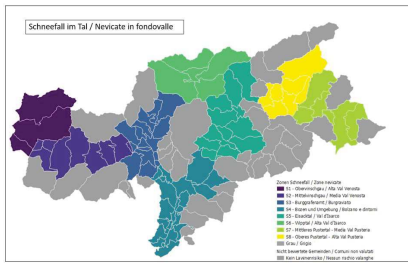 Schneefall im Tal / Nevicate in fondovalle
Zonen Schneefall / Zone nevicate
S1 - Obervinschgau / Alta Val Venosta
S2 - Mittelvinschgau / Media Val Venosta
S3 - Burggrafenamt / Burgraviato
S4 - Bozen und Umgebung / Bolzano e dintorni
S5 - Eisacktal / Val d'Isarco
S6 - Wipptal / Alta Val d'Isarco
S7 - Mittleres Pustertal - Media Val Pusteria
S8 - Oberes Pustertal - Alta Val Pusteria
Grau / Grigio
Nicht bewertete Gemeinden / Comuni non valutati
Kein Lawinenrisiko / Nessun rischio valanghe